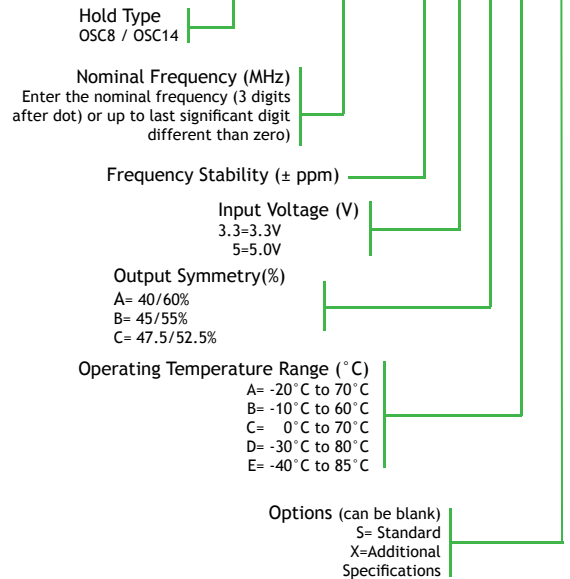 Hold Type
OSC8 / OSC14
Nominal Frequency (MHz)
Enter the nominal frequency (3 digits
after dot) or up to last significant digit
different than zero)
Frequency Stability (± ppm)
Input Voltage (V)
3.3=3.3V
5=5.0V
Output Symmetry(%)
A= 40/60%
B= 45/55%
C= 47.5/52.5%
Operating Temperature Range (°C)
A= -20°C to 70°C
B= -10°C to 60°C
C= 0°C to 70°C
D= -30°C to 80°C
E= -40°C to 85°C
Options (can be blank)
S= Standard
X=Additional
Specifications